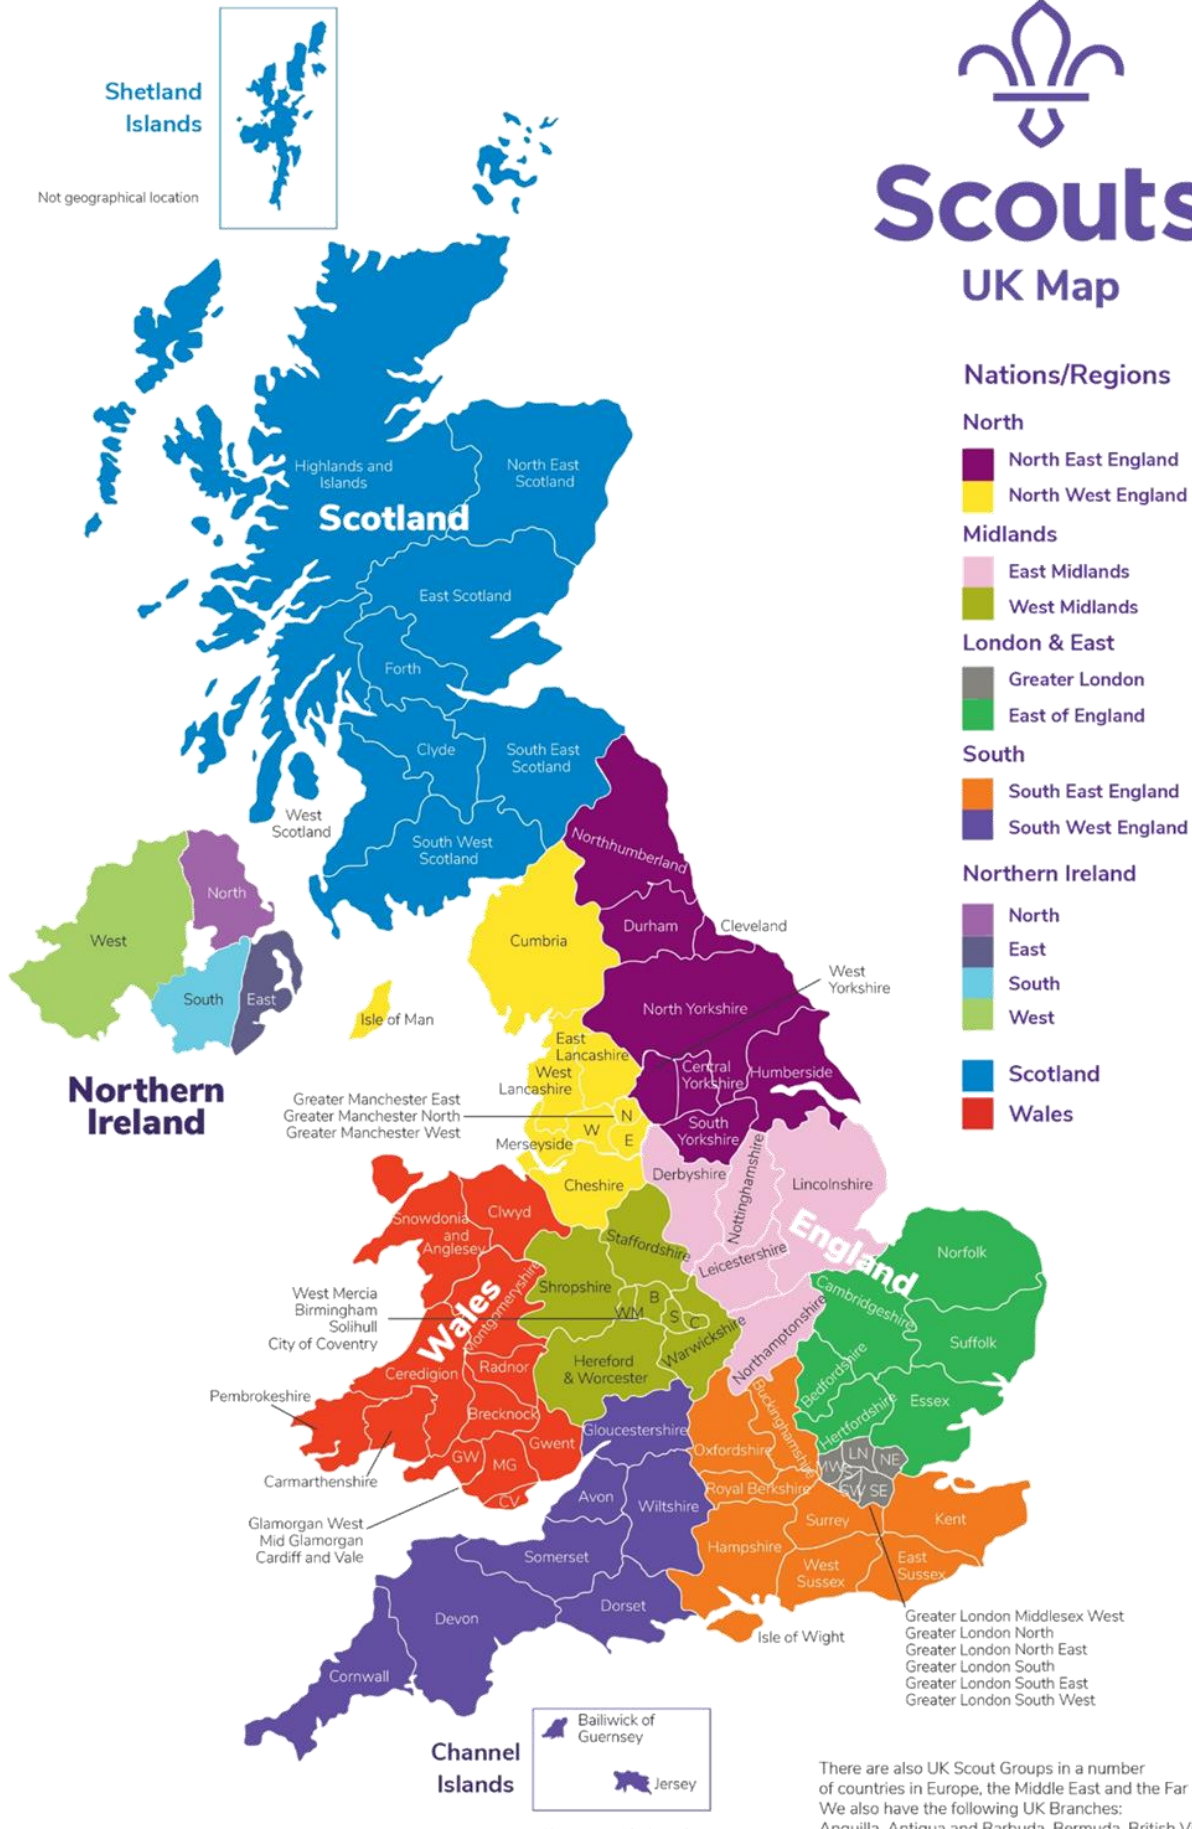 Shetland
Islands
Not geographical location
Scouts
UK Map
Nations/Regions
North
North East England
North West England
Midlands
East Midlands
West Midlands
London & East
Greater London
East of England
South
South East England
South West England
Northern Ireland
North
East
South
West
Scotland
Wales
Highlands and
Islands
North East
Scotland
Scotland
East Scotland
Forth
Clyde
South East
Scotland
West
Scotland
South West
Scotland
North
West
South
East
Northern
Ireland
Northhumberland
Durham
Cleveland
Cumbria
West
Yorkshire
North Yorkshire
Isle of Man
East
Lancashire
West
Lancashire
Central
Yorkshire
Humberside
Greater Manchester East
Greater Manchester North
Greater Manchester West
N
W
E
Merseyside
South
Yorkshire
Cheshire
Derbyshire
Nottinghamshire
Lincolnshire
England
Snowdonia
and
Anglesey
Clwyd
Staffordshire
Leicestershire
Norfolk
Wales
Montgomeryshire
Shropshire
B
WM
S
C
Warwickshire
Northamptonshire
Cambridgeshire
Suffolk
West Mercia
Birmingham
Solihull
City of Coventry
Hereford
& Worcester
Radnor
Ceredigion
Bedfordshire
Pembrokeshire
Brecknock
Buckinghamshire
Hertfordshire
Essex
Gloucestershire
Gwent
GW
MG
CV
Carmarthenshire
Oxfordshire
LN
NE
MW
S
SW
SE
Royal Berkshire
Avon
Wiltshire
Glamorgan West
Mid Glamorgan
Cardiff and Vale
Surrey
Kent
Hampshire
Somerset
West
Sussex
East
Sussex
Dorset
Devon
Isle of Wight
Cornwall
Greater London Middlesex West
Greater London North
Greater London North East
Greater London South
Greater London South East
Greater London South West
Channel
Islands
Bailiwick of
Guernsey
Jersey
There are also UK Scout Groups in a number
of countries in Europe, the Middle East and the Far
We also have the following UK Branches:
Anguilla, Antigua and Barbuda, Bermuda, British